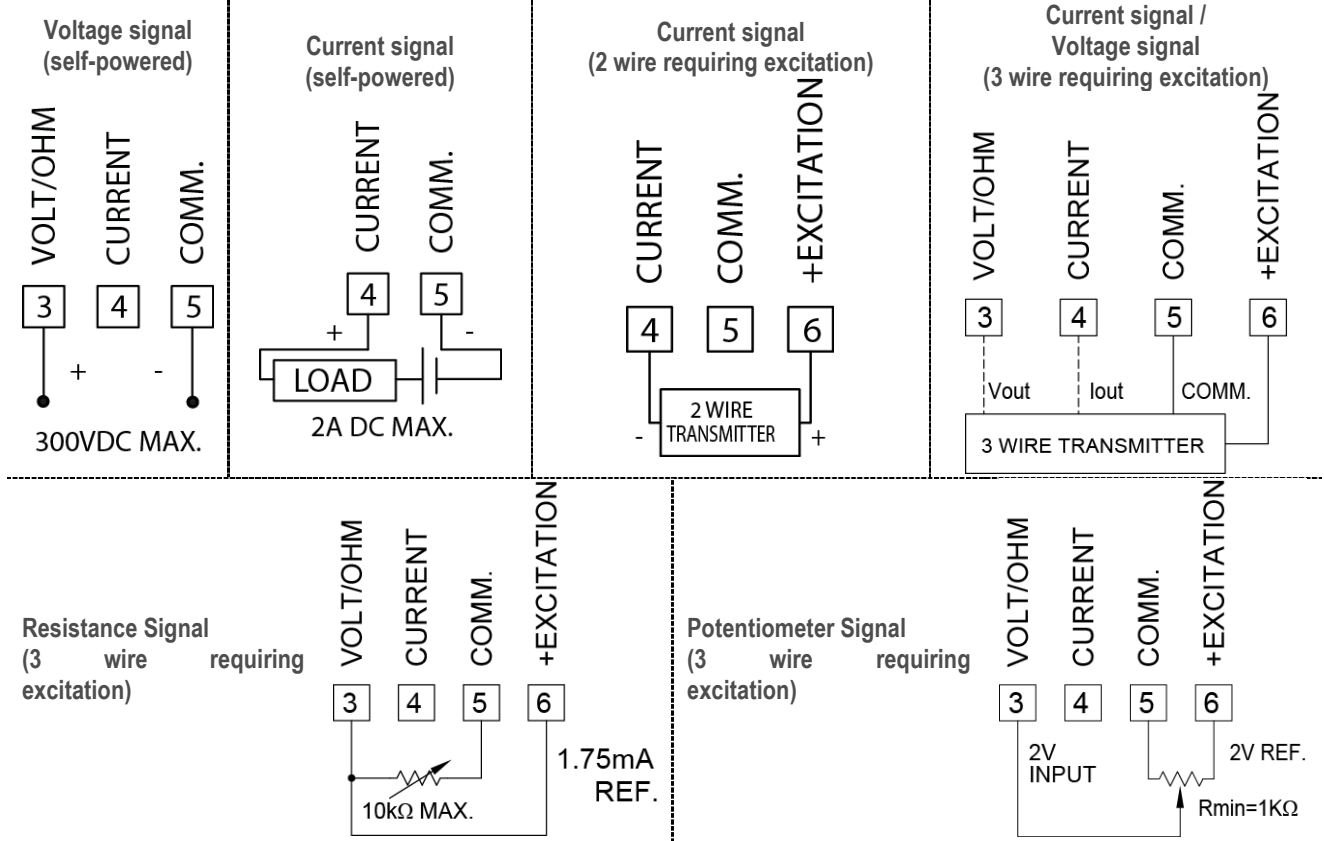 Voltage signal
(self-powered)
VOLT/OHM
CURRENT
COMM.
3
4
5
+
-
300VDC MAX.
Current signal
(self-powered)
CURRENT
COMM.
4
5
+
-
LOAD
2A DC MAX.
Current signal
(2 wire requiring excitation)
CURRENT
COMM.
+EXCITATION
4
5
6
2 WIRE
TRANSMITTER
-
+
Current signal /
Voltage signal
(3 wire requiring excitation)
VOLT/OHM
CURRENT
COMM.
+EXCITATION
3
4
5
6
Vout
Iout
COMM.
3 WIRE TRANSMITTER
Resistance Signal
(3 wire requiring
excitation)
VOLT/OHM
CURRENT
COMM.
+EXCITATION
3
4
5
6
1.75mA
REF.
10kΩ MAX.
Potentiometer Signal
(3 wire requiring
excitation)
VOLT/OHM
CURRENT
COMM.
+EXCITATION
3
4
5
6
2V
INPUT
2V REF.
Rmin=1KΩ